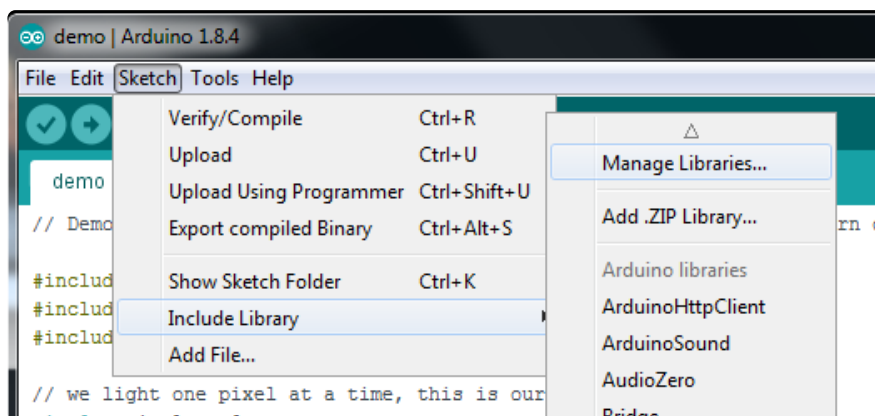 demo | Arduino 1.8.4
File Edit Sketch Tools Help
Verify/Compile Ctrl+R
Upload Ctrl+U
Upload Using Programmer Ctrl+Shift+U
Export compiled Binary Ctrl+Alt+S
Show Sketch Folder Ctrl+K
Include Library
Add File...
Manage Libraries...
Add .ZIP Library...
Arduino libraries
ArduinoHttpClient
ArduinoSound
AudioZero
Bridge
demo
// Demo
#includ
#includ
#includ
// we light one pixel at a time, this is our